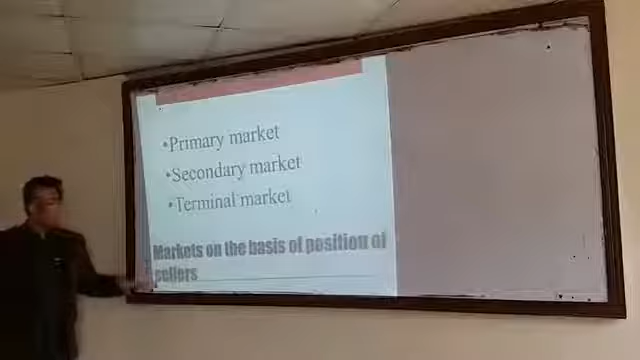 •Primary market
•Secondary market
•Terminal market
Markets on the basis of position of
sellers